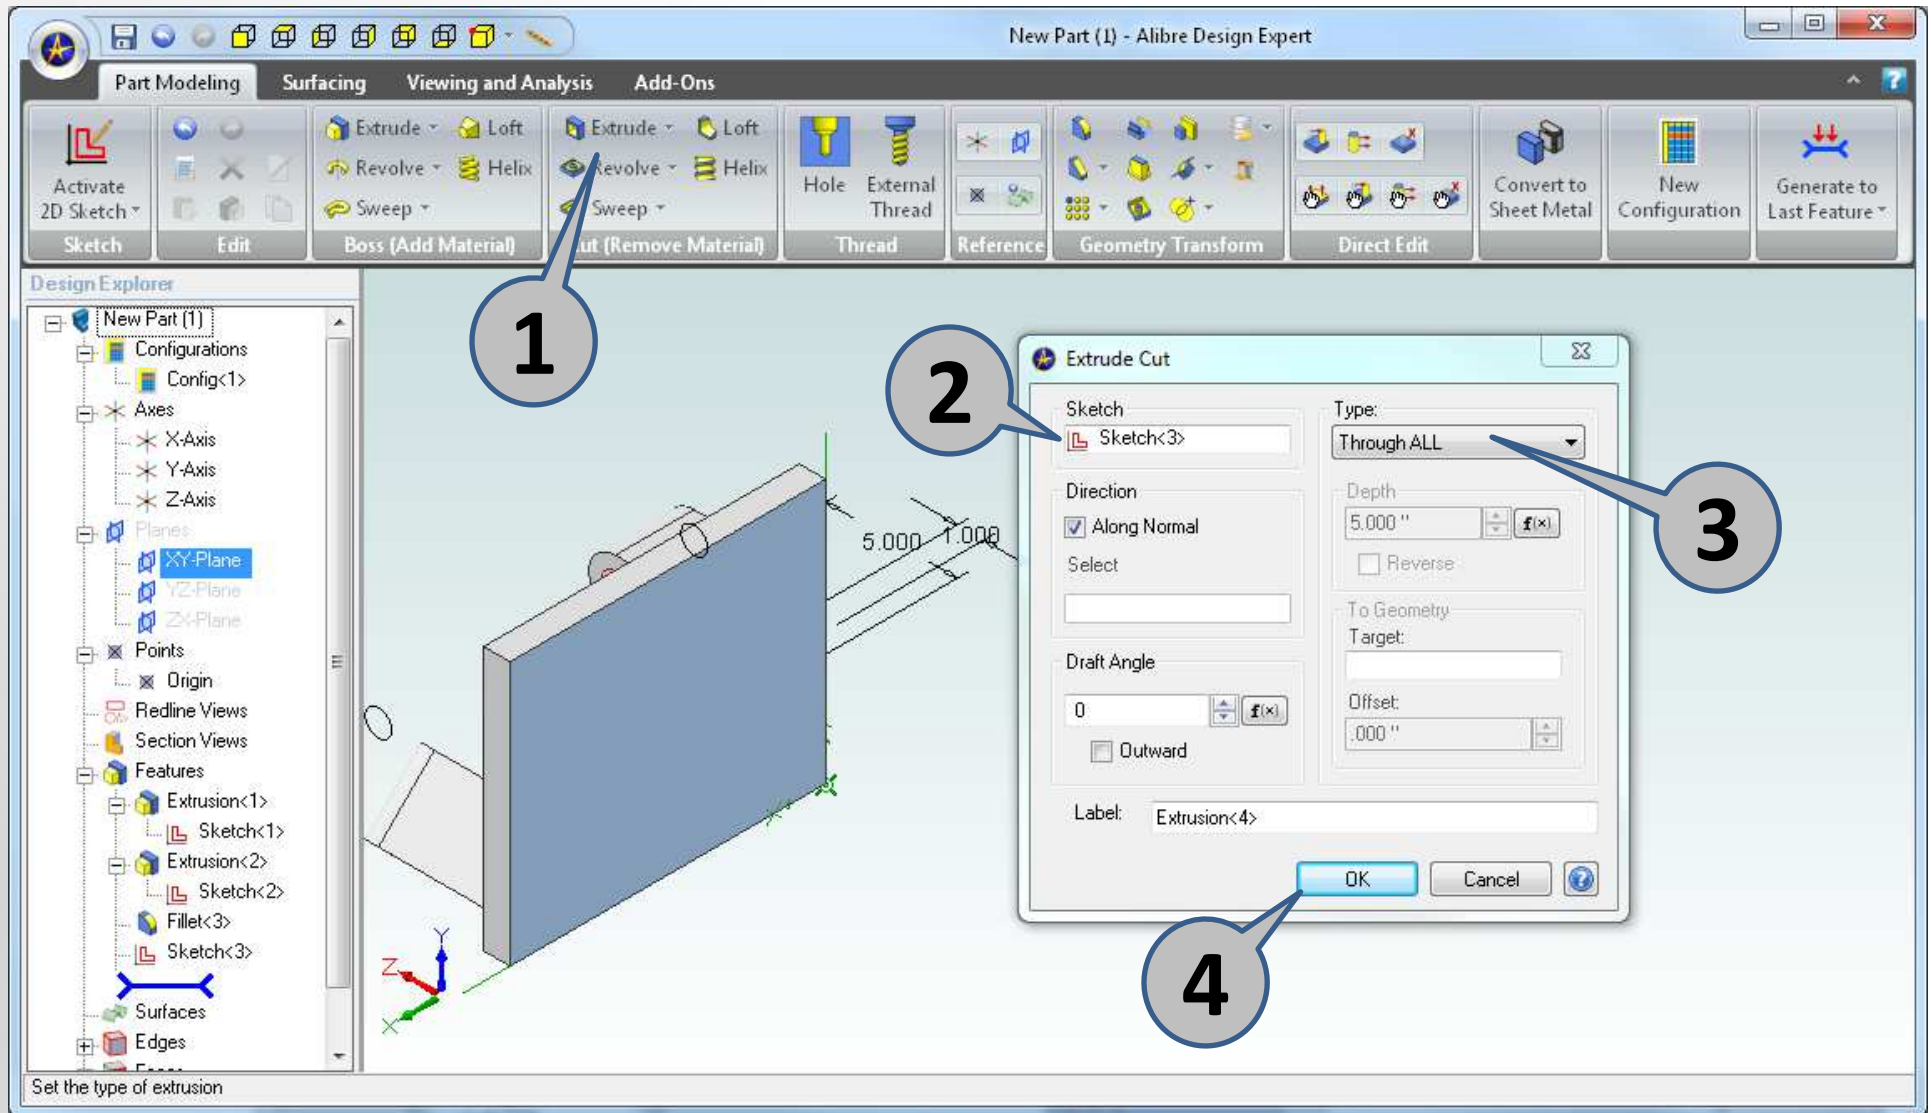 New Part (1) - Alibre Design Expert
Part Modeling Surfacing Viewing and Analysis Add-Ons
Extrude Loft Extrude Loft
Revolve Helix Revolve Helix
Sweep Sweep
Activate 2D Sketch
Hole
External Thread
Convert to Sheet Metal
New Configuration
Generate to Last Feature
Sketch Edit Boss (Add Material) ut (Remove Material) Thread Reference Geometry Transform Direct Edit
Design Explorer
New Part (1)
Configurations
Config<1>
Axes
X-Axis
Y-Axis
Z-Axis
Planes
XY-Plane
YZ-Plane
ZX-Plane
Points
Origin
Redline Views
Section Views
Features
Extrusion<1>
Sketch<1>
Extrusion<2>
Sketch<2>
Fillet<3>
Sketch<3>
Surfaces
Edges
Set the type of extrusion
1
2
3
4
5.000 1.000
Y
Z
X
Extrude Cut
Sketch
Sketch<3>
Direction
Along Normal
Select
Draft Angle
0
f(x)
Outward
Type:
Through ALL
Depth
5.000 "
f(x)
Reverse
To Geometry
Target:
Offset:
.000 "
Label: Extrusion<4>
OK Cancel